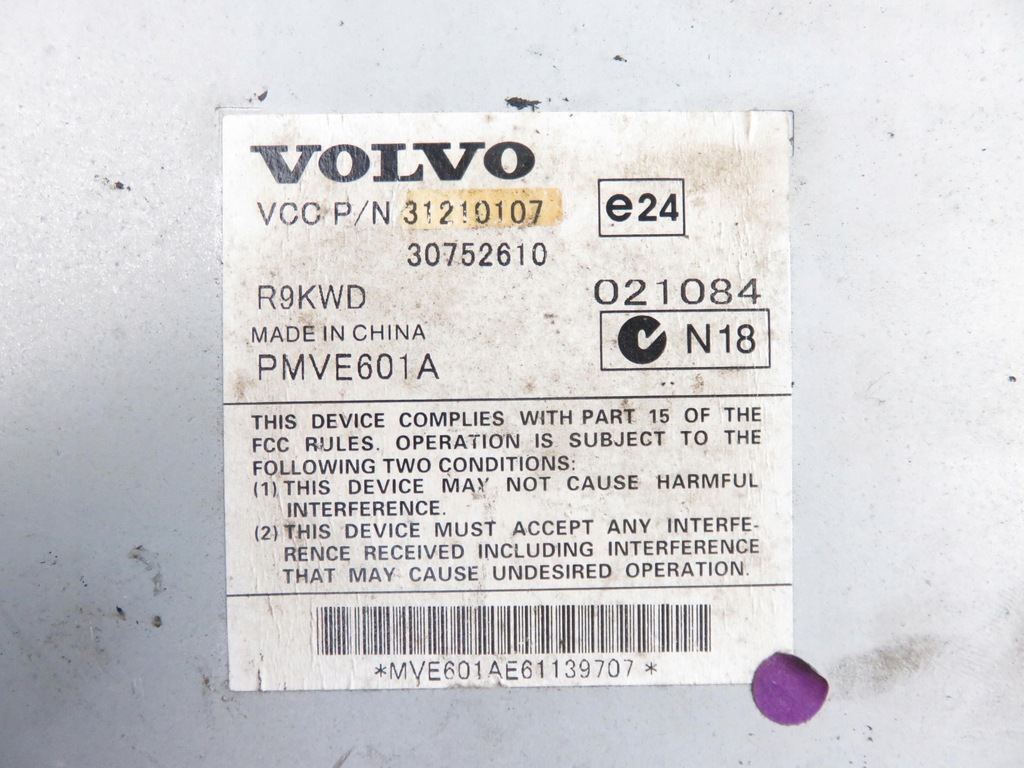 VOLVO
VCC P/N 31210107
30752610
e24
R9KWD
021084
MADE IN CHINA
N18
PMVE601A
THIS DEVICE COMPLIES WITH PART 15 OF THE
FCC RULES. OPERATION IS SUBJECT TO THE
FOLLOWING TWO CONDITIONS:
(1) THIS DEVICE MAY NOT CAUSE HARMFUL
INTERFERENCE.
(2) THIS DEVICE MUST ACCEPT ANY INTERFE-
RENCE RECEIVED INCLUDING INTERFERENCE
THAT MAY CAUSE UNDESIRED OPERATION.
*MVE601AE61139707*